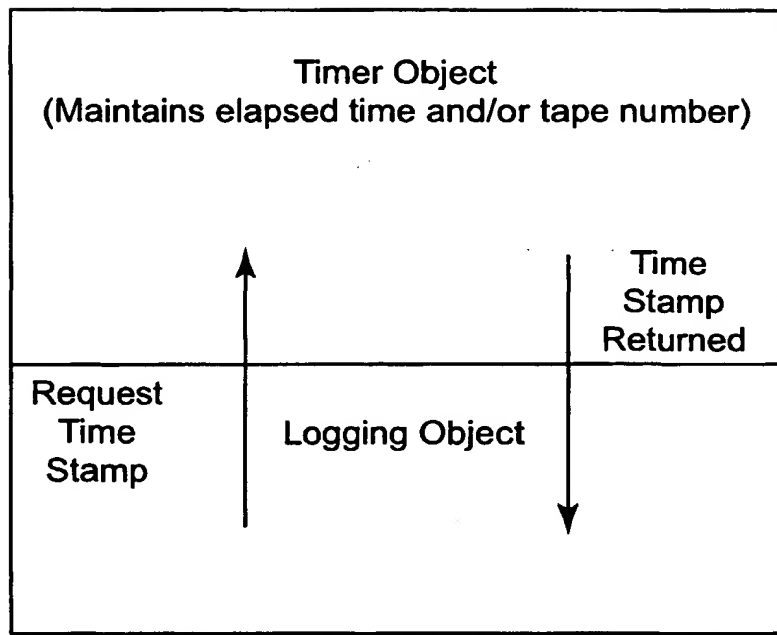 Timer Object
(Maintains elapsed time and/or tape number)
Time
Stamp
Returned
Request
Time
Stamp
Logging Object